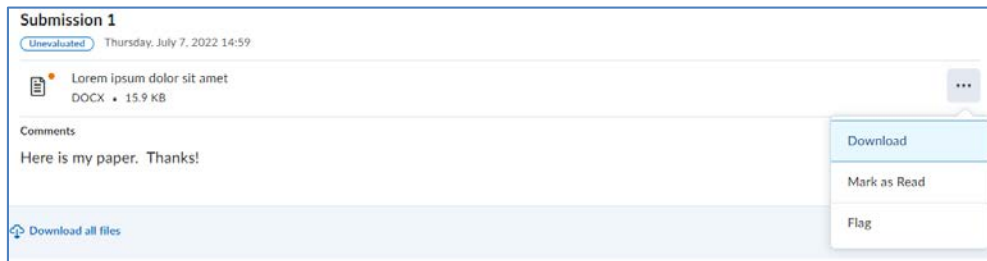 Submission 1
Unevaluated Thursday, July 7, 2022 14:59
Lorem ipsum dolor sit amet
DOCX • 15.9 KB
Comments
Here is my paper. Thanks!
Download all files
Download
Mark as Read
Flag